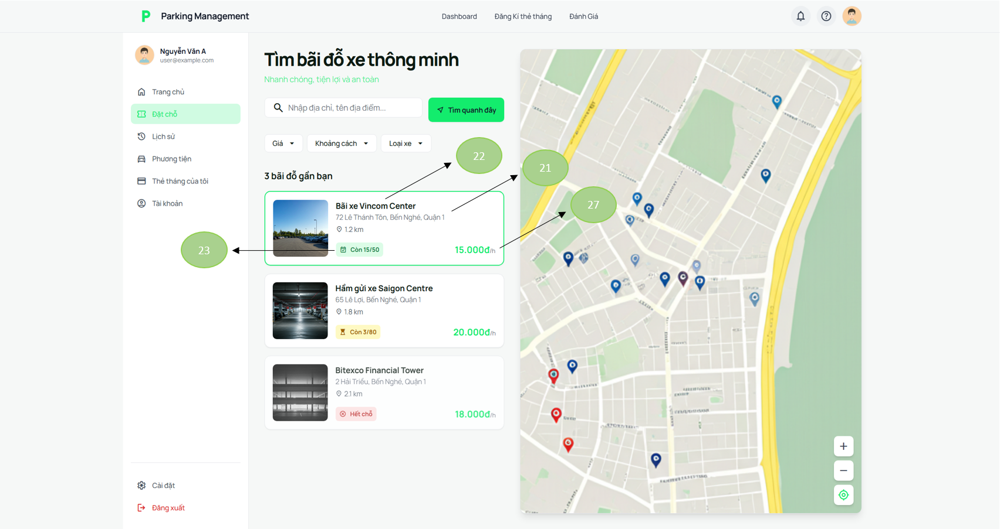 P Parking Management
Dashboard
Đăng Kí thẻ tháng
Đánh Giá
Nguyễn Văn A
user@example.com
Trang chủ
Đặt chỗ
Lịch sử
Phương tiện
Thẻ tháng của tôi
Tài khoản
Cài đặt
Đăng xuất
Tìm bãi đỗ xe thông minh
Nhanh chóng, tiện lợi và an toàn
Nhập địa chỉ, tên địa điểm...
Tìm quanh đây
Giá
Khoảng cách
Loại xe
22
21
27
23
3 bãi đỗ gần bạn
Bãi xe Vincom Center
72 Lê Thánh Tôn, Bến Nghé, Quận 1
1.2 km
Còn 15/50
15.000đ/h
Hầm gửi xe Saigon Centre
65 Lê Lợi, Bến Nghé, Quận 1
1.8 km
Còn 3/80
20.000đ/h
Bitexco Financial Tower
2 Hải Triều, Bến Nghé, Quận 1
2.1 km
Hết chỗ
18.000đ/h